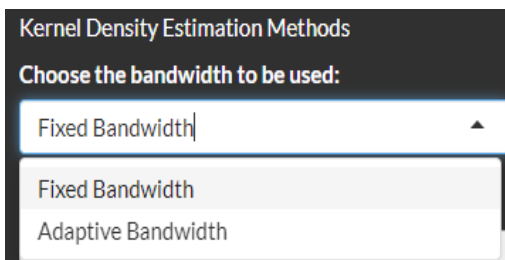 Kernel Density Estimation Methods
Choose the bandwidth to be used:
Fixed Bandwidth
Fixed Bandwidth
Adaptive Bandwidth